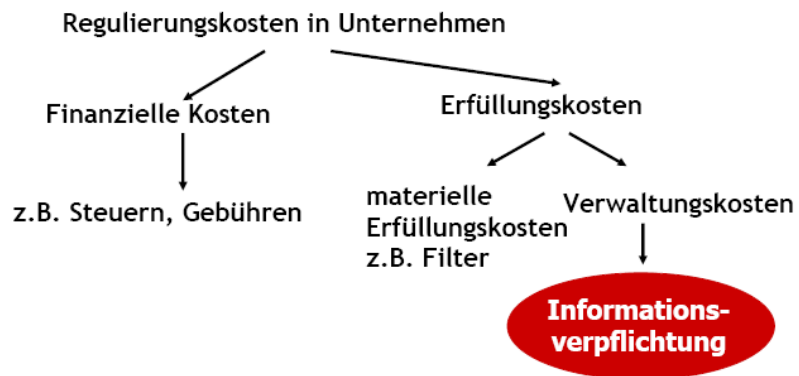 Regulierungskosten in Unternehmen
Finanzielle Kosten
Erfüllungskosten
z.B. Steuern, Gebühren
materielle
Erfüllungskosten
z.B. Filter
Verwaltungskosten
Informations-
verpflichtung